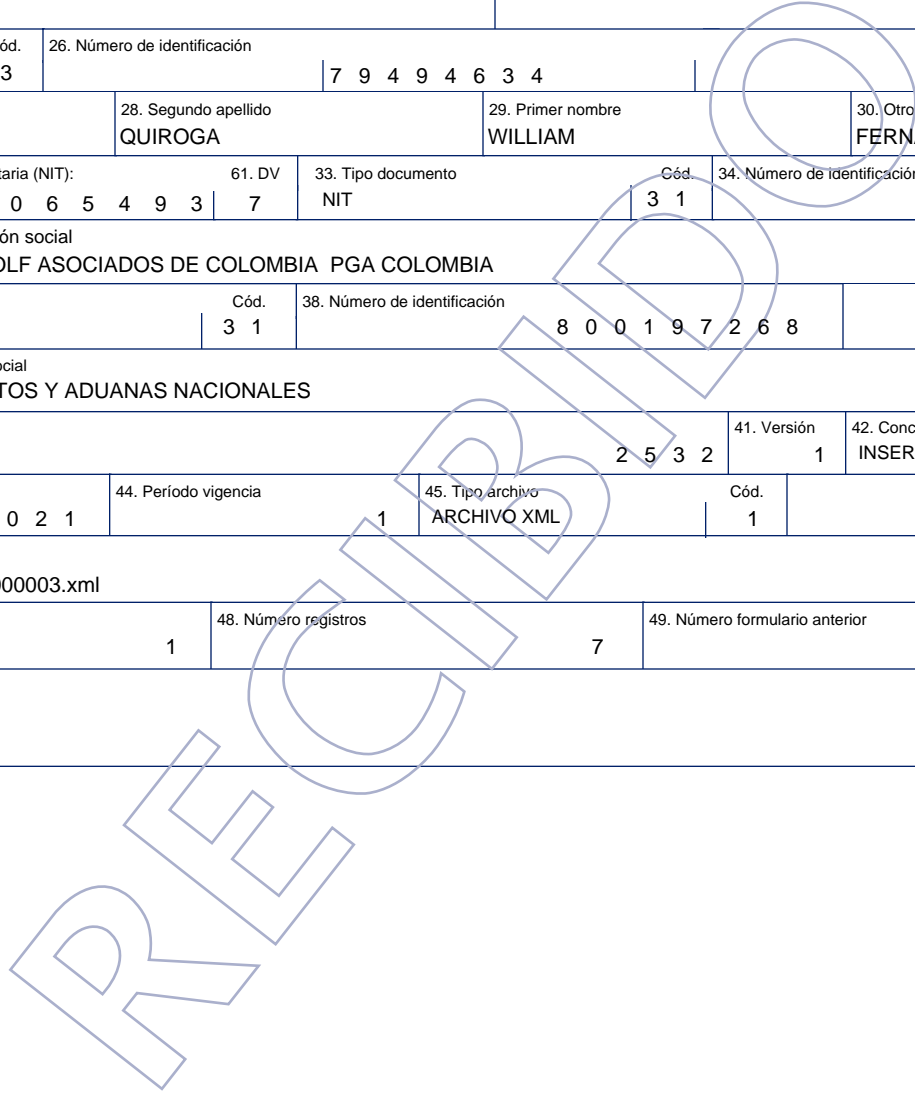 ód. 26. Número de identificación
3 7 9 4 9 4 6 3 4
28. Segundo apellido 29. Primer nombre 30. Otro
QUIROGA WILLIAM FERNA
taria (NIT): 61. DV 33. Tipo documento Cód. 34. Número de identificación
0 6 5 4 9 3 7 NIT 3 1
ón social
OLF ASOCIADOS DE COLOMBIA PGA COLOMBIA
Cód. 38. Número de identificación
3 1 8 0 0 1 9 7 2 6 8
ocial
TOS Y ADUANAS NACIONALES
41. Versión 42. Conc
2 5 3 2 1 INSER
44. Período vigencia 45. Tipo archivo Cód.
0 2 1 1 ARCHIVO XML 1
000003.xml
48. Número registros 49. Número formulario anterior
1 7
RECIBIDO